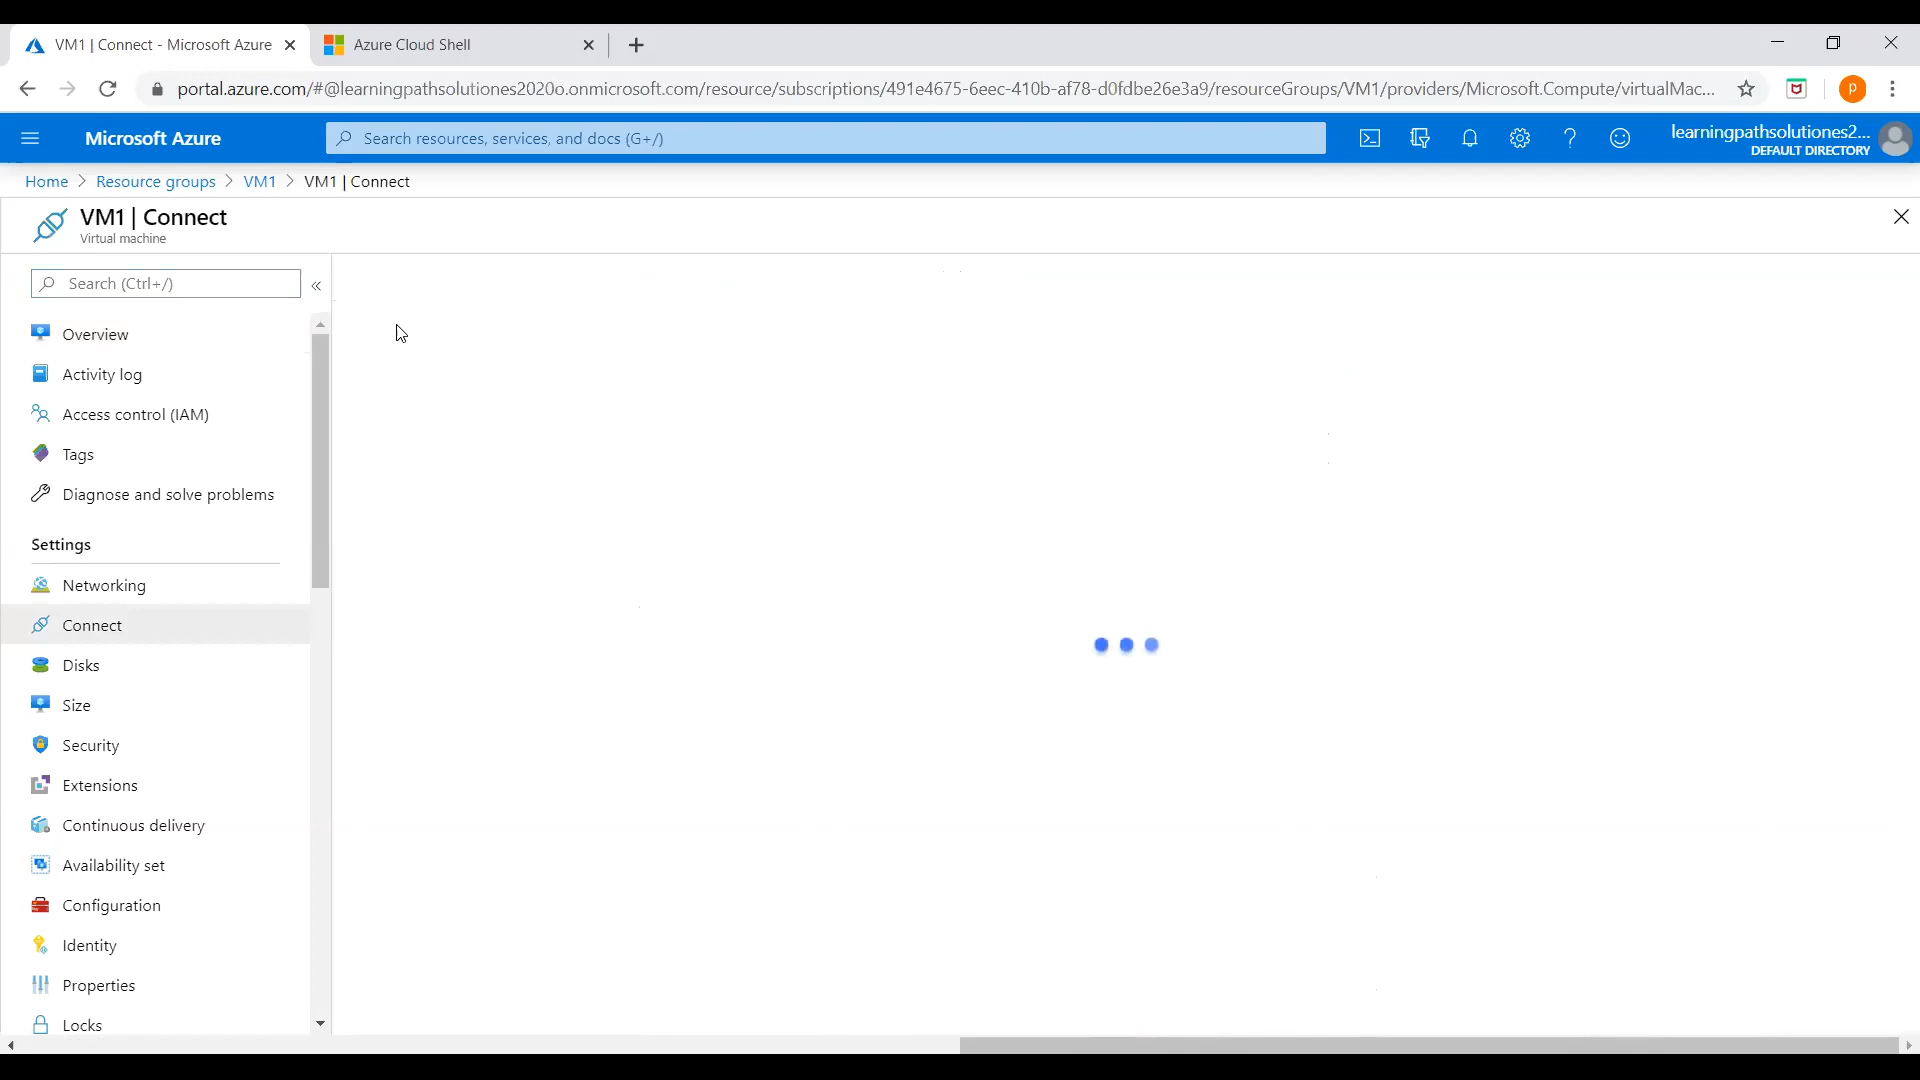 VM1 | Connect - Microsoft Azure
Azure Cloud Shell
portal.azure.com/#@learningpathsolutiones2020o.onmicrosoft.com/resource/subscriptions/491e4675-6eec-410b-af78-d0fdbe26e3a9/resourceGroups/VM1/providers/Microsoft.Compute/virtualMac...
P
Microsoft Azure
Search resources, services, and docs (G+/)
learningpathsolutiones2...
DEFAULT DIRECTORY
Home > Resource groups > VM1 > VM1 | Connect
VM1 | Connect
Virtual machine
Search (Ctrl+/)
Overview
Activity log
Access control (IAM)
Tags
Diagnose and solve problems
Settings
Networking
Connect
Disks
Size
Security
Extensions
Continuous delivery
Availability set
Configuration
Identity
Properties
Locks